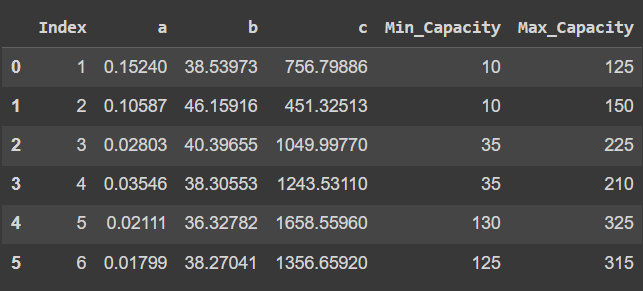 Index a b c Min_Capacity Max_Capacity
0 1 0.15240 38.53973 756.79886 10 125
1 2 0.10587 46.15916 451.32513 10 150
2 3 0.02803 40.39655 1049.99770 35 225
3 4 0.03546 38.30553 1243.53110 35 210
4 5 0.02111 36.32782 1658.55960 130 325
5 6 0.01799 38.27041 1356.65920 125 315